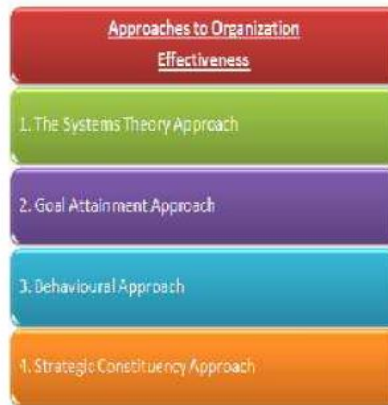 Approaches to Organization
Effectiveness
1. The Systems Theory Approach
2. Goal Attainment Approach
3. Behavioural Approach
4. Strategic Constituency Approach